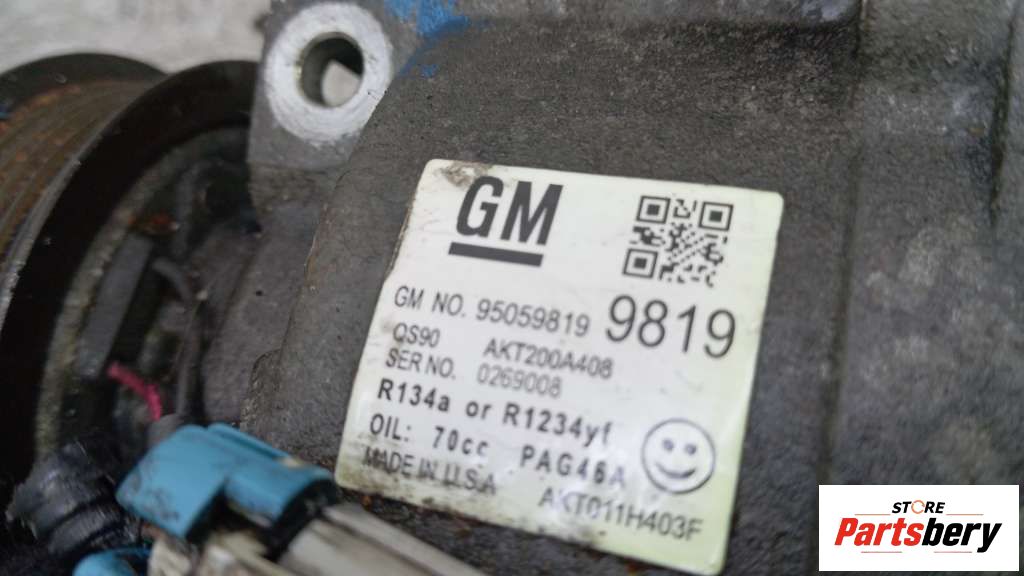 GM
GM NO. 95059819 9819
QS90 AKT200A408
SER NO. 0269008
R134a or R1234yf
OIL: 70cc PAG46A
MADE IN U.S.A AKT011H403F
STORE
Partsbery